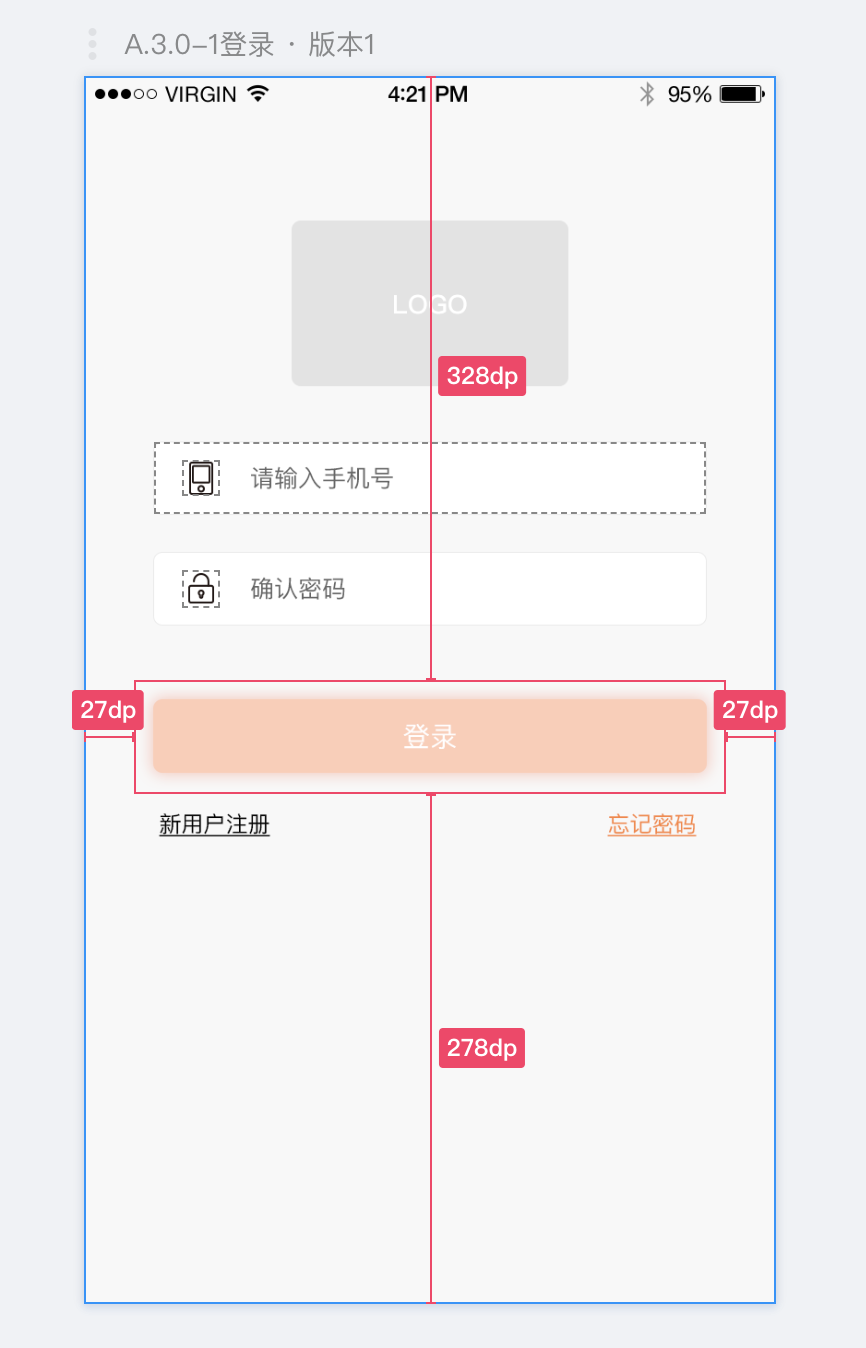 A.3.0-1登录 · 版本1
VIRGIN 4:21 PM 95%
LOGO
328dp
请输入手机号
确认密码
27dp 27dp
登录
新用户注册 忘记密码
278dp